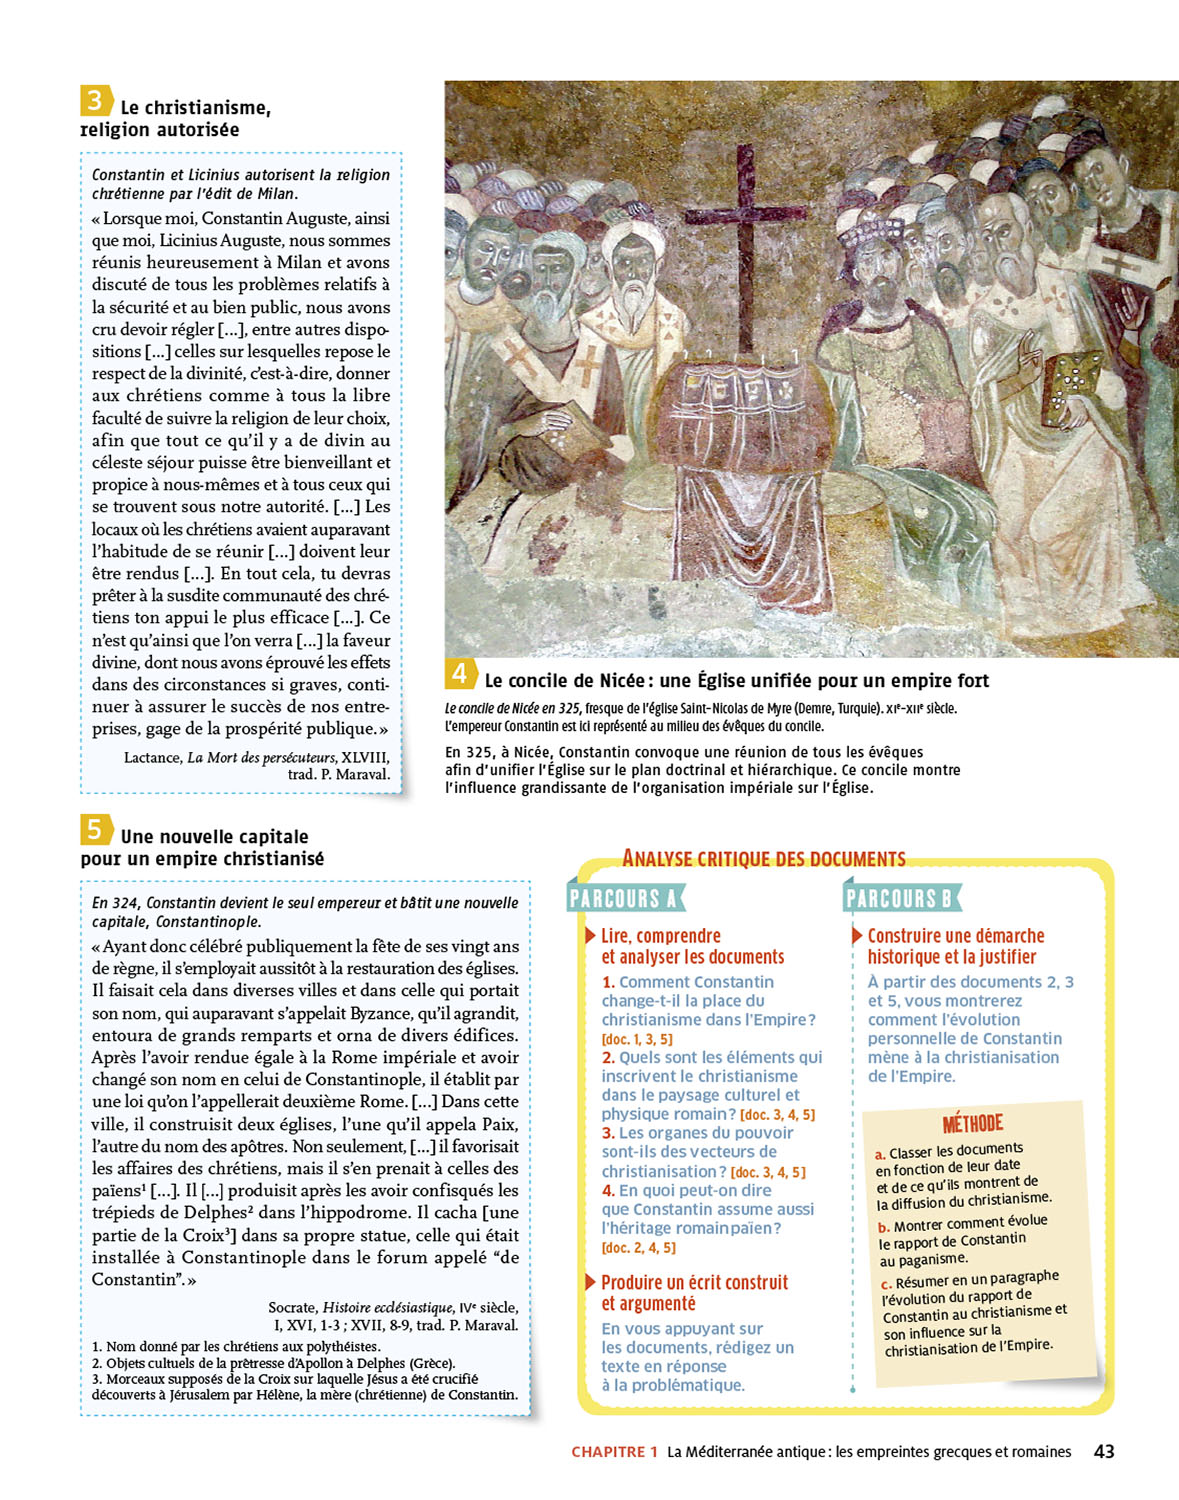 3 Le christianisme,
religion autorisée
Constantin et Licinius autorisent la religion
chrétienne par l'édit de Milan.
« Lorsque moi, Constantin Auguste, ainsi
que moi, Licinius Auguste, nous sommes
réunis heureusement à Milan et avons
discuté de tous les problèmes relatifs à
la sécurité et au bien public, nous avons
cru devoir régler [...], entre autres dispo-
sitions [...] celles sur lesquelles repose le
respect de la divinité, c'est-à-dire, donner
aux chrétiens comme à tous la libre
faculté de suivre la religion de leur choix,
afin que tout ce qu'il y a de divin au
céleste séjour puisse être bienveillant et
propice à nous-mêmes et à tous ceux qui
se trouvent sous notre autorité. [...] Les
locaux où les chrétiens avaient auparavant
l'habitude de se réunir [...] doivent leur
être rendus [...]. En tout cela, tu devras
prêter à la susdite communauté des chré-
tiens ton appui le plus efficace [...]. Ce
n'est qu'ainsi que l'on verra [...] la faveur
divine, dont nous avons éprouvé les effets
dans des circonstances si graves, conti-
nuer à assurer le succès de nos entre-
prises, gage de la prospérité publique. »
Lactance, La Mort des persécuteurs, XLVIII,
trad. P. Maraval.
4 Le concile de Nicée : une Église unifiée pour un empire fort
Le concile de Nicée en 325, fresque de l'église Saint-Nicolas de Myre (Demre, Turquie). XIe-XIIe siècle.
L'empereur Constantin est ici représenté au milieu des évêques du concile.
En 325, à Nicée, Constantin convoque une réunion de tous les évêques
afin d'unifier l'Église sur le plan doctrinal et hiérarchique. Ce concile montre
l'influence grandissante de l'organisation impériale sur l'Église.
5 Une nouvelle capitale
pour un empire christianisé
En 324, Constantin devient le seul empereur et bâtit une nouvelle
capitale, Constantinople.
« Ayant donc célébré publiquement la fête de ses vingt ans
de règne, il s'employait aussitôt à la restauration des églises.
Il faisait cela dans diverses villes et dans celle qui portait
son nom, qui auparavant s'appelait Byzance, qu'il agrandit,
entoura de grands remparts et orna de divers édifices.
Après l'avoir rendue égale à la Rome impériale et avoir
changé son nom en celui de Constantinople, il établit par
une loi qu'on l'appellerait deuxième Rome. [...] Dans cette
ville, il construisit deux églises, l'une qu'il appela Paix,
l'autre du nom des apôtres. Non seulement, [...] il favorisait
les affaires des chrétiens, mais il s'en prenait à celles des
païens¹ [...]. Il [...] produisit après les avoir confisqués les
trépieds de Delphes² dans l'hippodrome. Il cacha [une
partie de la Croix³] dans sa propre statue, celle qui était
installée à Constantinople dans le forum appelé “de
Constantin”. »
Socrate, Histoire ecclésiastique, IVe siècle,
I, XVI, 1-3 ; XVII, 8-9, trad. P. Maraval.
1. Nom donné par les chrétiens aux polythéistes.
2. Objets cultuels de la prêtresse d'Apollon à Delphes (Grèce).
3. Morceaux supposés de la Croix sur laquelle Jésus a été crucifié
découverts à Jérusalem par Hélène, la mère (chrétienne) de Constantin.
ANALYSE CRITIQUE DES DOCUMENTS
PARCOURS A
Lire, comprendre
et analyser les documents
1. Comment Constantin
change-t-il la place du
christianisme dans l'Empire ?
[doc. 1, 3, 5]
2. Quels sont les éléments qui
inscrivent le christianisme
dans le paysage culturel et
physique romain ? [doc. 3, 4, 5]
3. Les organes du pouvoir
sont-ils des vecteurs de
christianisation ? [doc. 3, 4, 5]
4. En quoi peut-on dire
que Constantin assume aussi
l'héritage romain païen ?
[doc. 2, 4, 5]
Produire un écrit construit
et argumenté
En vous appuyant sur
les documents, rédigez un
texte en réponse
à la problématique.
PARCOURS B
Construire une démarche
historique et la justifier
À partir des documents 2, 3
et 5, vous montrerez
comment l'évolution
personnelle de Constantin
mène à la christianisation
de l'Empire.
MÉTHODE
a. Classer les documents
en fonction de leur date
et de ce qu'ils montrent de
la diffusion du christianisme.
b. Montrer comment évolue
le rapport de Constantin
au paganisme.
c. Résumer en un paragraphe
l'évolution du rapport de
Constantin au christianisme et
son influence sur la
christianisation de l'Empire.
CHAPITRE 1 La Méditerranée antique : les empreintes grecques et romaines 43